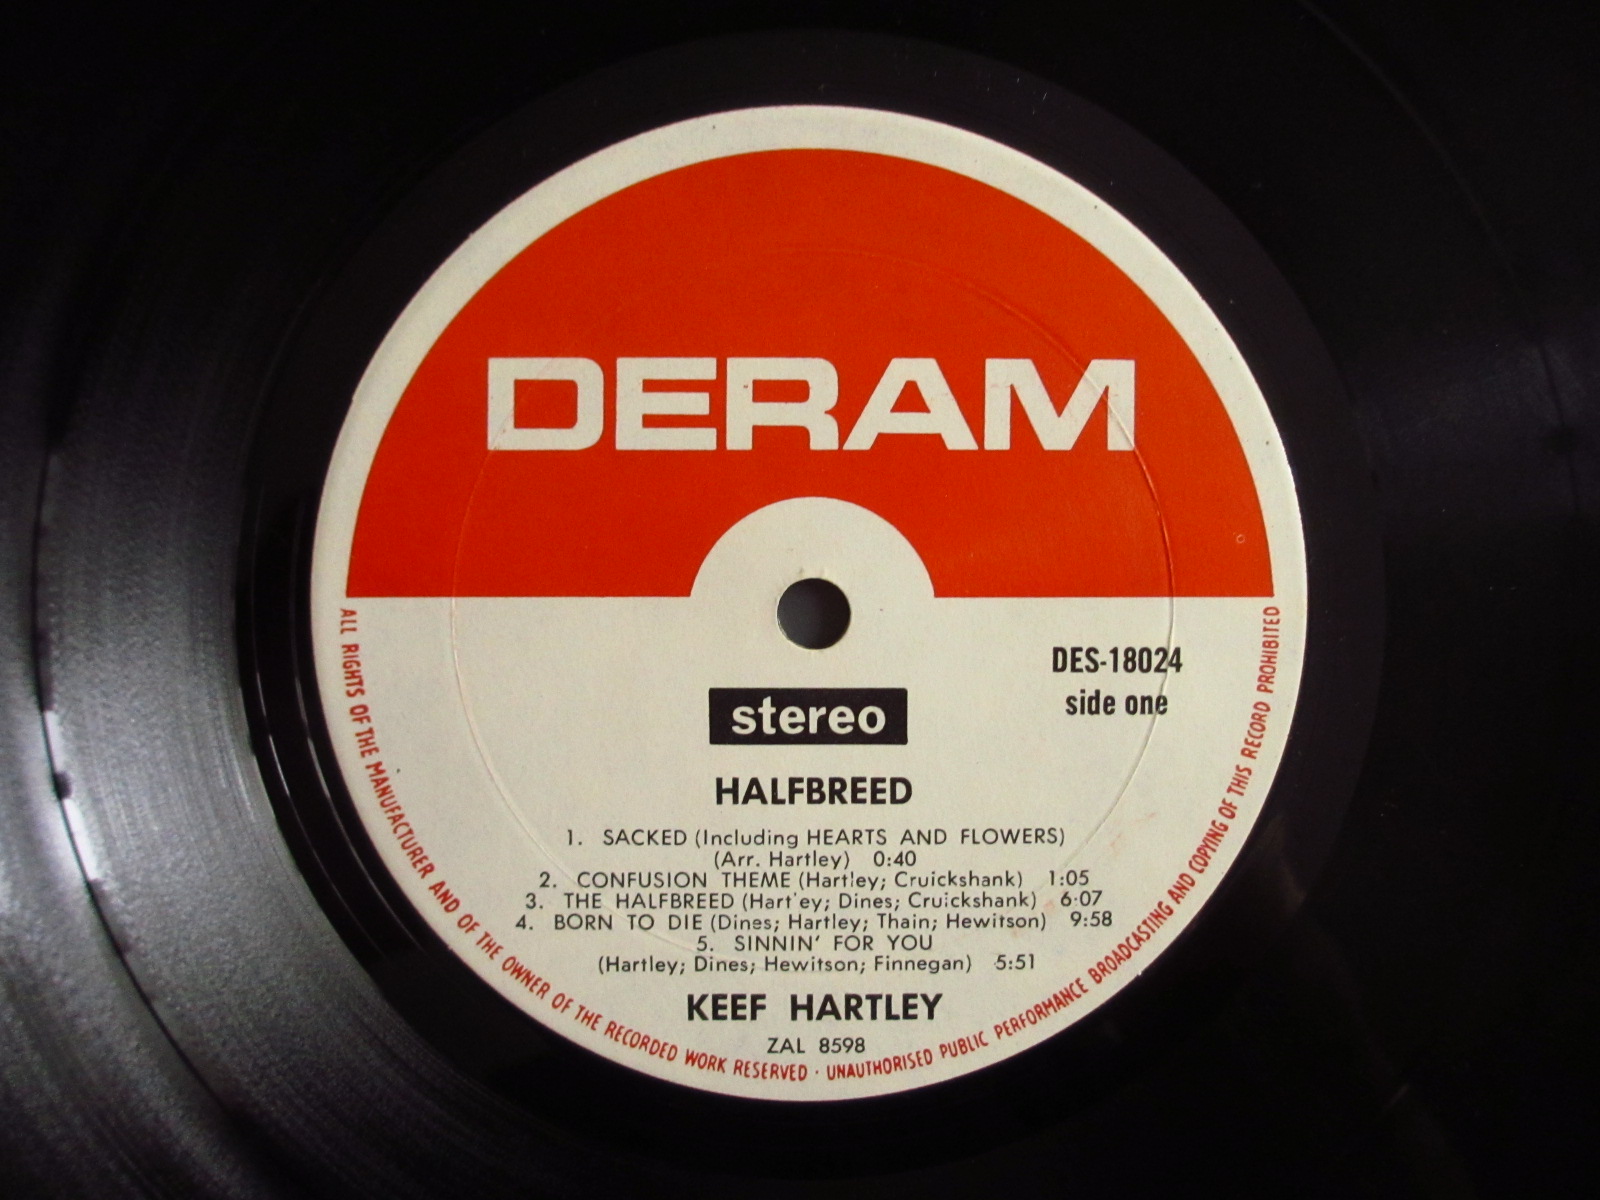 DERAM
DES-18024
side one
stereo
HALFBREED
1. SACKED (Including HEARTS AND FLOWERS)
(Arr. Hartley) 0:40
2. CONFUSION THEME (Hartley; Cruickshank) 1:05
3. THE HALFBREED (Hartley; Dines; Cruickshank) 6:07
4. BORN TO DIE (Dines; Hartley; Thain; Hewitson) 9:58
5. SINNIN' FOR YOU
(Hartley; Dines; Hewitson; Finnegan) 5:51
KEEF HARTLEY
ZAL 8598
ALL RIGHTS OF THE MANUFACTURER AND OF THE OWNER OF THE RECORDED WORK RESERVED · UNAUTHORISED PUBLIC PERFORMANCE BROADCASTING AND COPYING OF THIS RECORD PROHIBITED